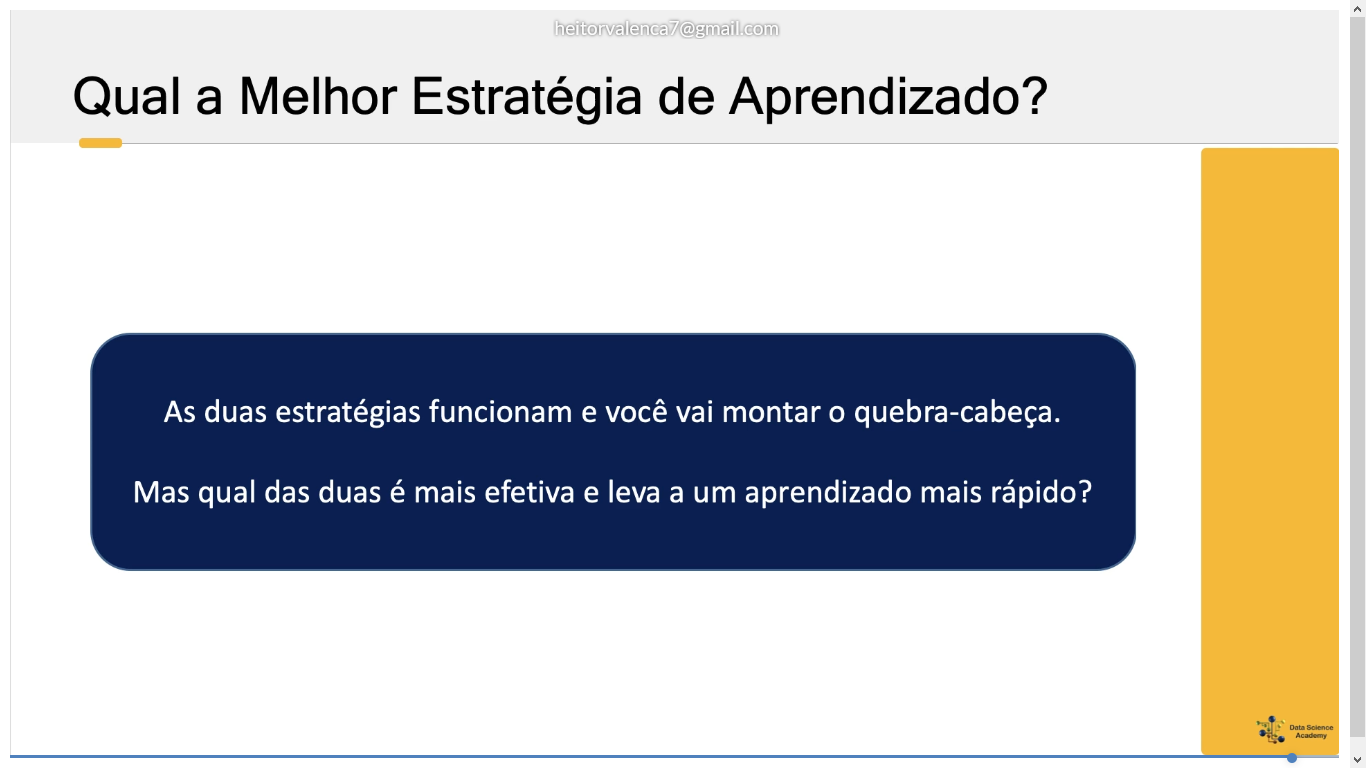 heitorvalenca7@gmail.com
Qual a Melhor Estratégia de Aprendizado?
As duas estratégias funcionam e você vai montar o quebra-cabeça.
Mas qual das duas é mais efetiva e leva a um aprendizado mais rápido?
Data Science
Academy